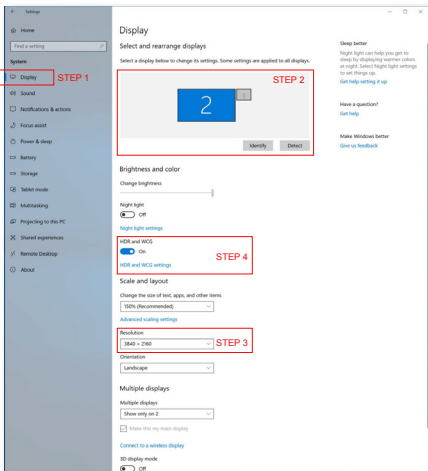 Settings
Home
Find a setting
System
Display
STEP 1
Sound
Notifications & actions
Focus assist
Power & sleep
Battery
Storage
Tablet mode
Multitasking
Projecting to this PC
Shared experiences
Remote Desktop
About
Display
Select and rearrange displays
Select a display below to change its settings. Some settings are applied to all displays.
STEP 2
1
2
Identify
Detect
Brightness and color
Change brightness
Night light
Off
Night light settings
HDR and WCG
On
STEP 4
HDR and WCG settings
Scale and layout
Change the size of text, apps, and other items
150% (Recommended)
Advanced scaling settings
Resolution
3840 × 2160
STEP 3
Orientation
Landscape
Multiple displays
Multiple displays
Show only on 2
Make this my main display
Connect to a wireless display
3D display mode
Off
Sleep better
Night light can help you get to
sleep by displaying warmer colors
at night. Select Night light settings
to set things up.
Get help setting it up
Have a question?
Get help
Make Windows better
Give us feedback